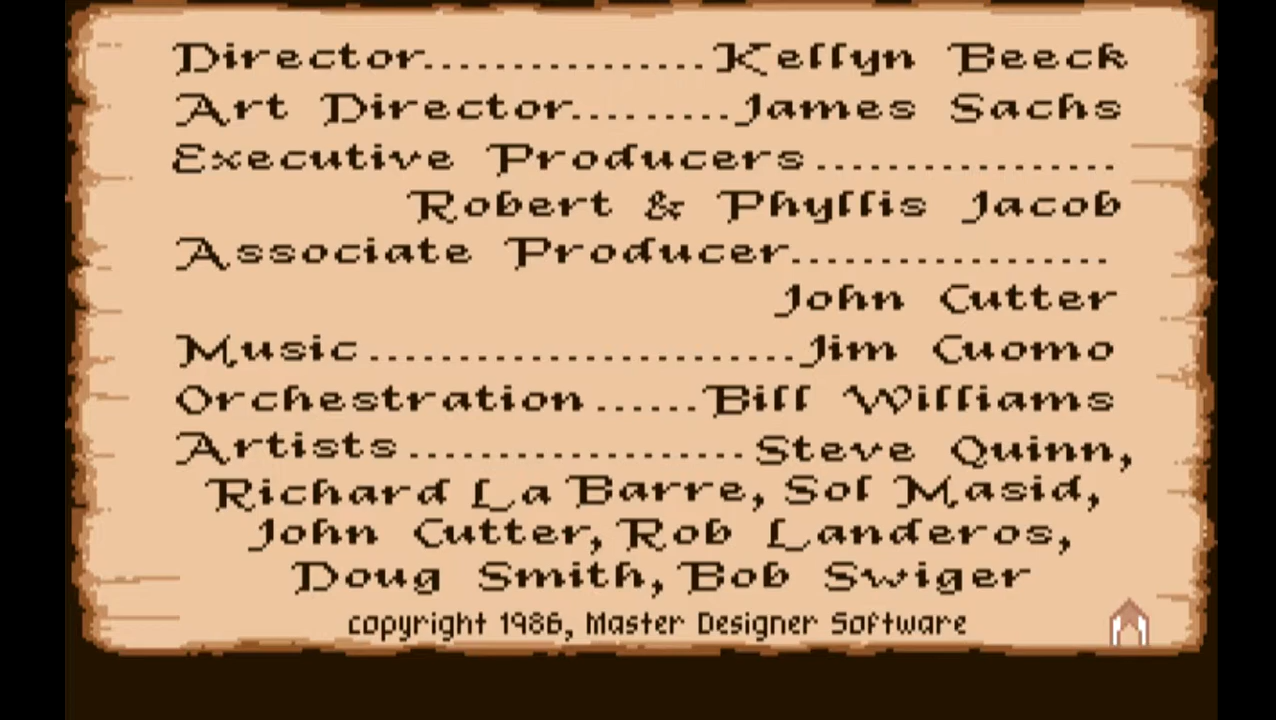 Director................Kellyn Beeck
Art Director.........James Sachs
Executive Producers.................
Robert & Phyllis Jacob
Associate Producer..................
John Cutter
Music........................Jim Cuomo
Orchestration......Bill Williams
Artists...................Steve Quinn,
Richard La Barre, Sol Masid,
John Cutter, Rob Landeros,
Doug Smith, Bob Swiger
copyright 1986, Master Designer Software